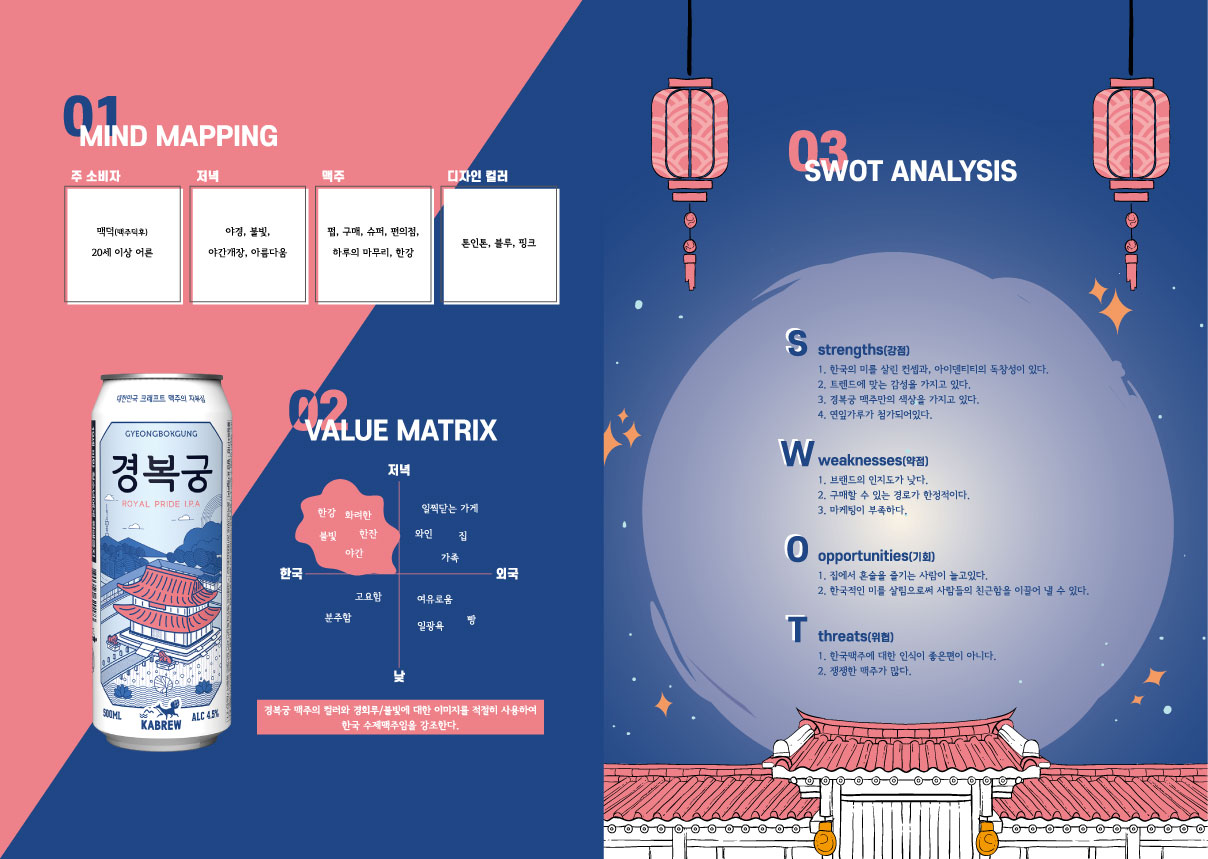 01
MIND MAPPING
주 소비자
맥덕(맥주덕후)
20세 이상 어른
저녁
야경, 불빛,
야간개장, 아름다움
맥주
펍, 구매, 슈퍼, 편의점,
하루의 마무리, 한강
디자인 컬러
톤인톤, 블루, 핑크
대한민국 크래프트 맥주의 자부심
GYEONGBOKGUNG
경복궁
ROYAL PRIDE I.P.A
500ML
KABREW
ALC 4.5%
02
VALUE MATRIX
저녁
한강
화려한
불빛
한잔
야간
일찍닫는 가게
와인
집
가족
한국
외국
고요함
분주함
여유로움
일광욕
빵
낮
경복궁 맥주의 컬러와 경회루/불빛에 대한 이미지를 적절히 사용하여
한국 수제맥주임을 강조한다.
03
SWOT ANALYSIS
S strengths(강점)
1. 한국의 미를 살린 컨셉과, 아이덴티티의 독창성이 있다.
2. 트렌드에 맞는 감성을 가지고 있다.
3. 경복궁 맥주만의 색상을 가지고 있다.
4. 연잎가루가 첨가되어있다.
W weaknesses(약점)
1. 브랜드의 인지도가 낮다.
2. 구매할 수 있는 경로가 한정적이다.
3. 마케팅이 부족하다.
O opportunities(기회)
1. 집에서 혼술을 즐기는 사람이 늘고있다.
2. 한국적인 미를 살림으로써 사람들의 친근함을 이끌어 낼 수 있다.
T threats(위협)
1. 한국맥주에 대한 인식이 좋은편이 아니다.
2. 쟁쟁한 맥주가 많다.